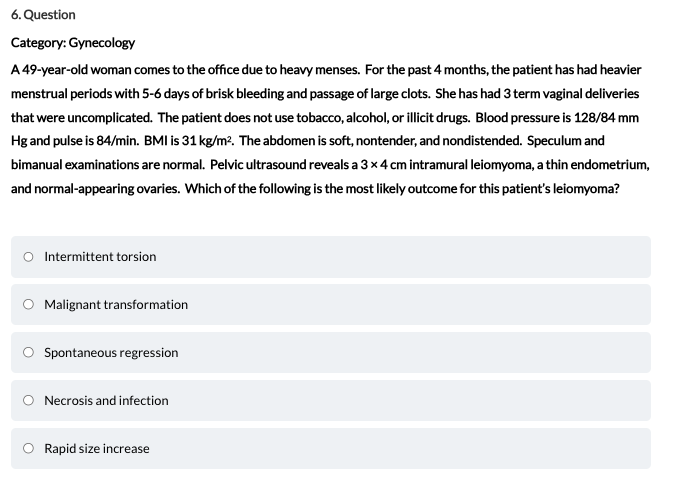 6. Question
Category: Gynecology
A 49-year-old woman comes to the office due to heavy menses. For the past 4 months, the patient has had heavier
menstrual periods with 5-6 days of brisk bleeding and passage of large clots. She has had 3 term vaginal deliveries
that were uncomplicated. The patient does not use tobacco, alcohol, or illicit drugs. Blood pressure is 128/84 mm
Hg and pulse is 84/min. BMI is 31 kg/m². The abdomen is soft, nontender, and nondistended. Speculum and
bimanual examinations are normal. Pelvic ultrasound reveals a 3 × 4 cm intramural leiomyoma, a thin endometrium,
and normal-appearing ovaries. Which of the following is the most likely outcome for this patient's leiomyoma?
Intermittent torsion
Malignant transformation
Spontaneous regression
Necrosis and infection
Rapid size increase